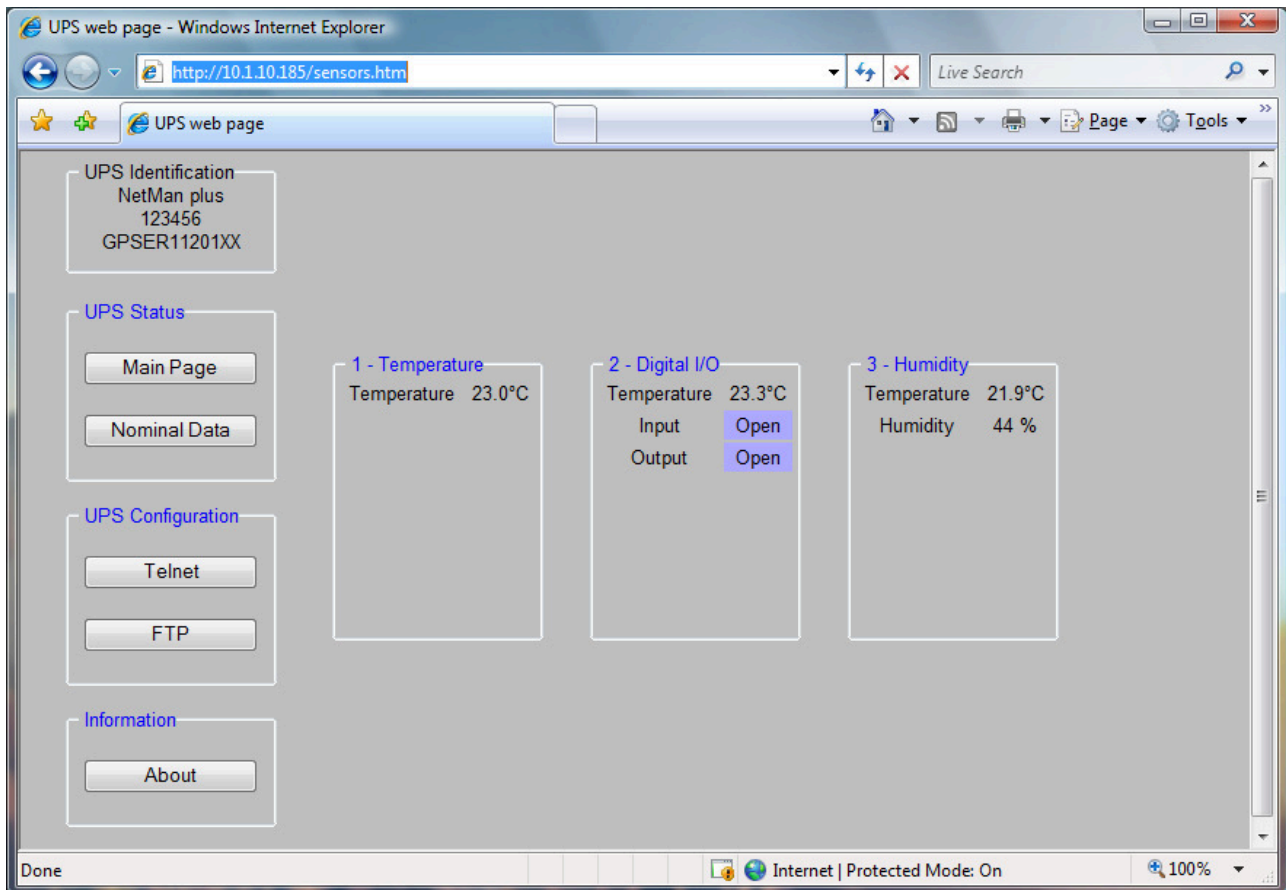 UPS web page - Windows Internet Explorer
http://10.1.10.185/sensors.htm
Live Search
UPS web page
Page
Tools
UPS Identification
NetMan plus
123456
GPSER11201XX
UPS Status
Main Page
Nominal Data
UPS Configuration
Telnet
FTP
Information
About
1 - Temperature
Temperature 23.0°C
2 - Digital I/O
Temperature 23.3°C
Input Open
Output Open
3 - Humidity
Temperature 21.9°C
Humidity 44 %
Done
Internet | Protected Mode: On
100%